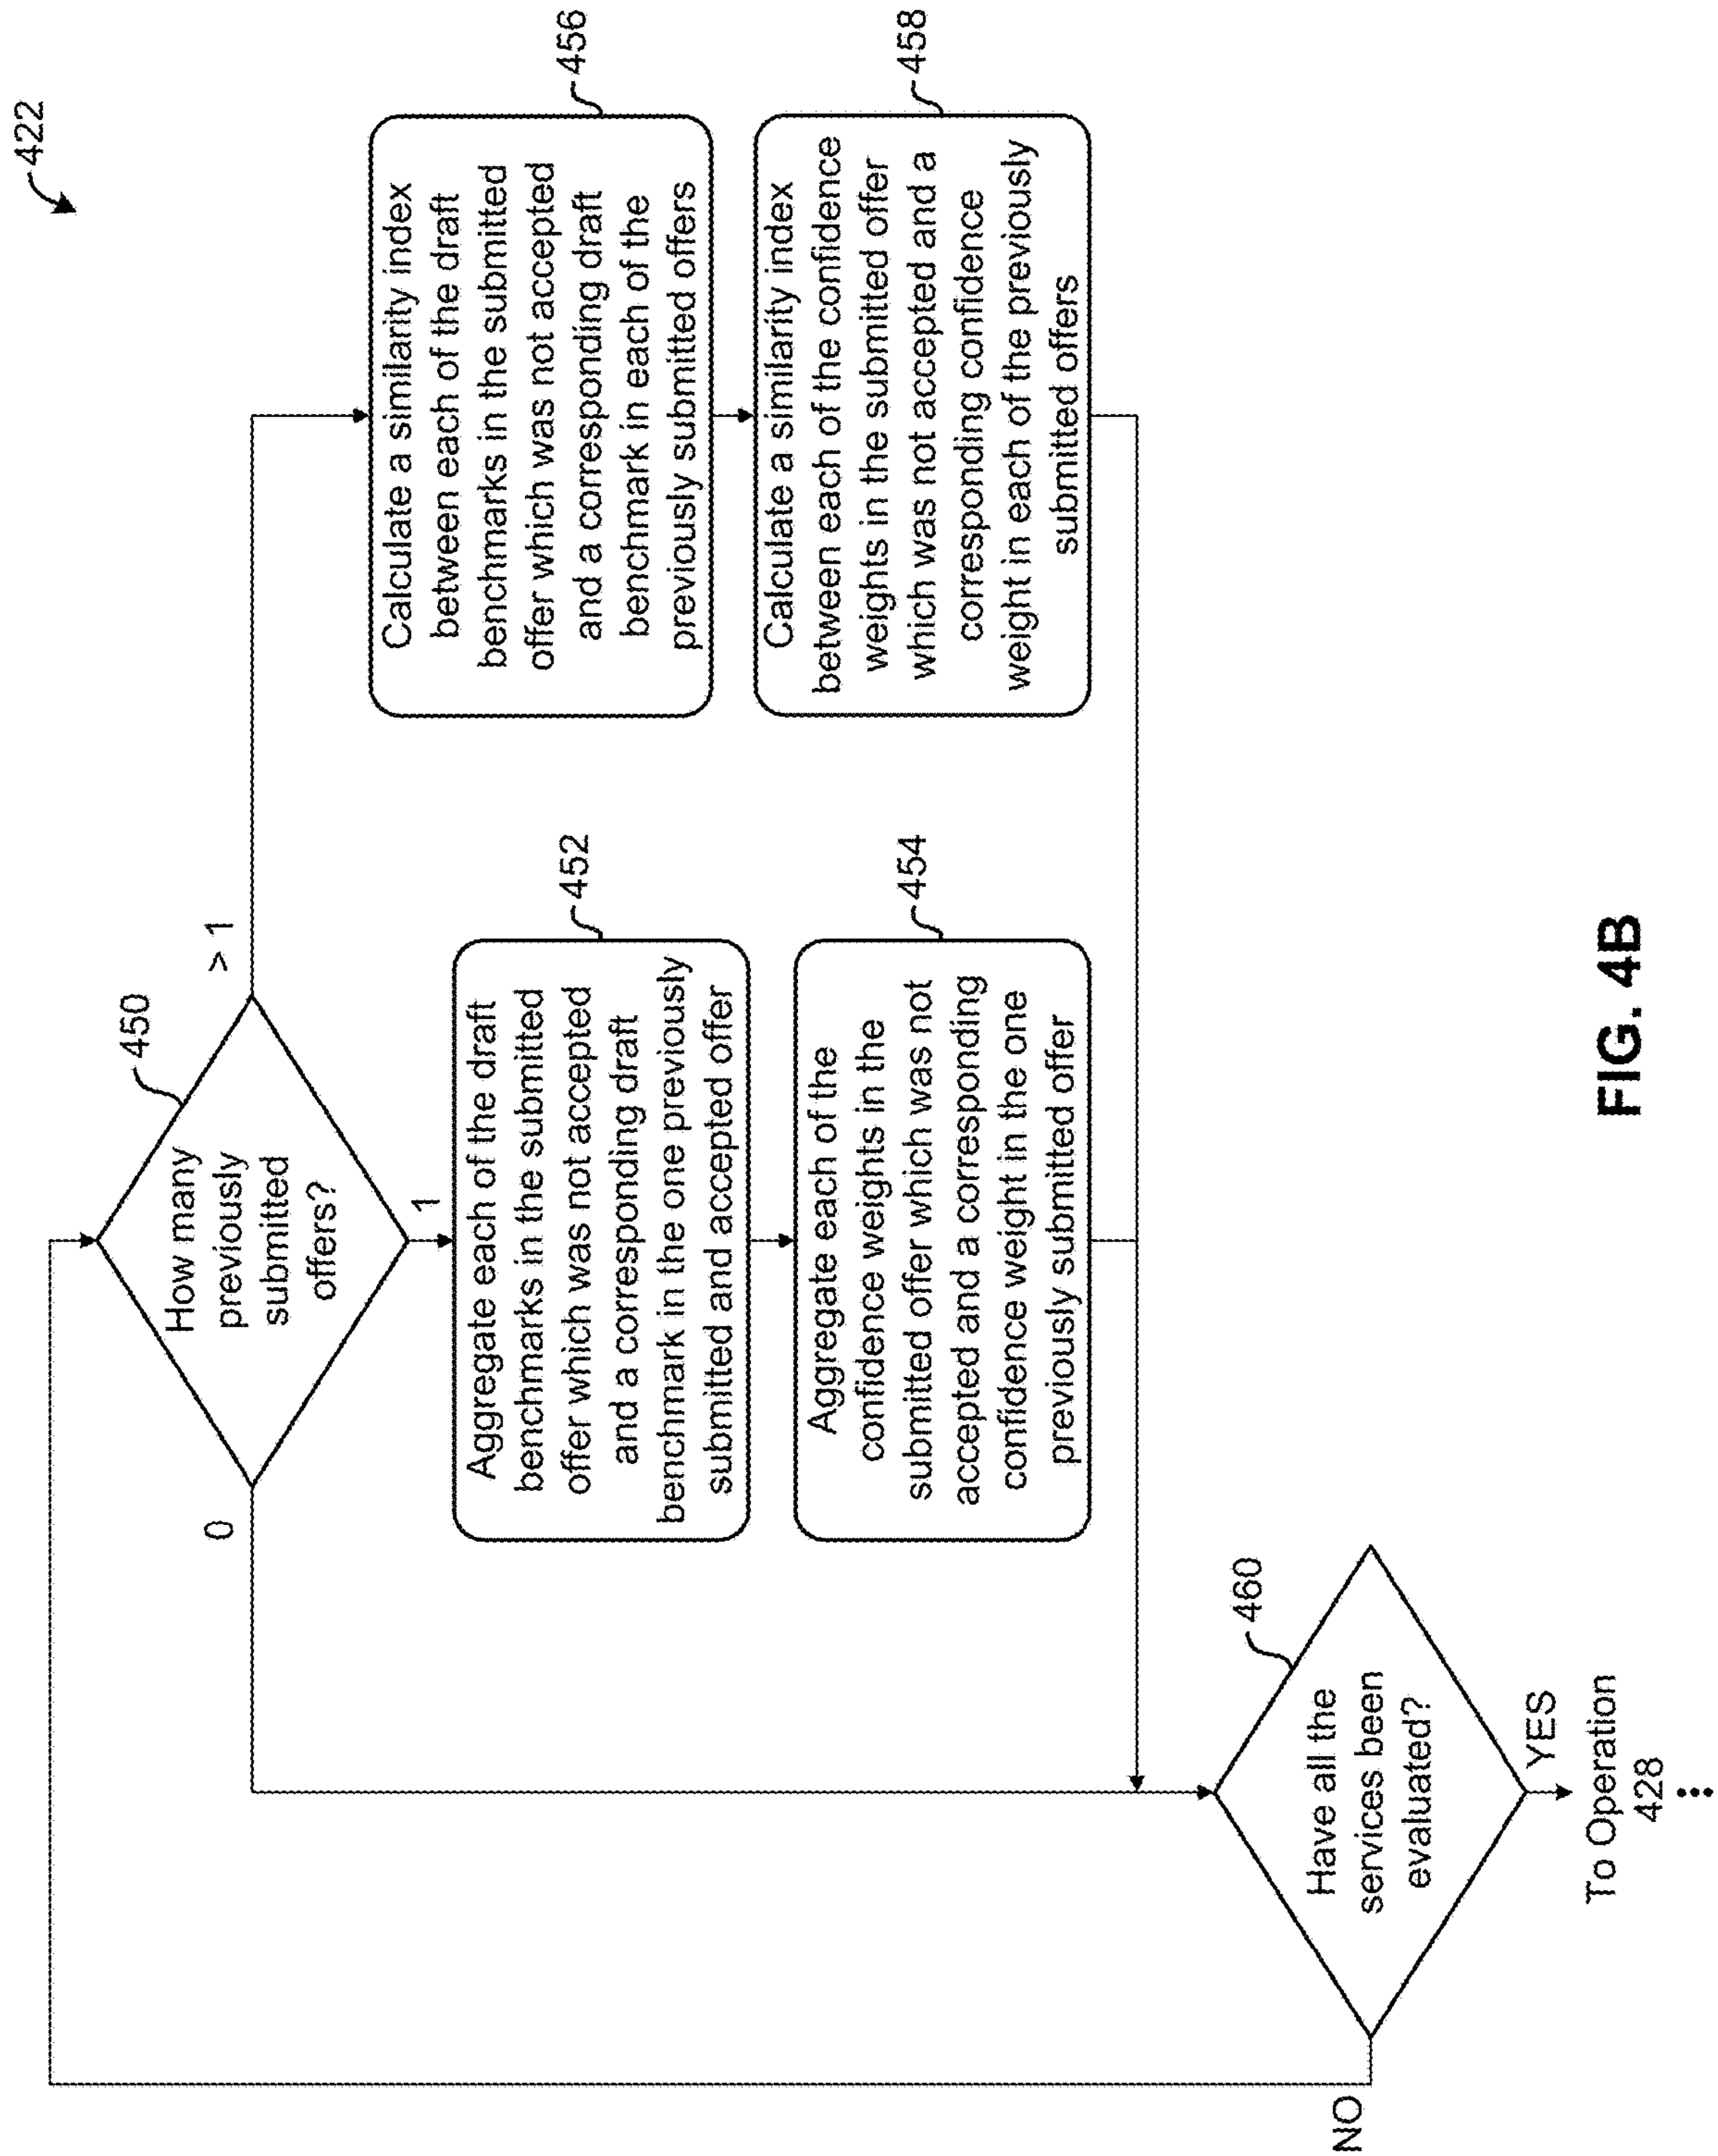 422
450
How many
previously
submitted
offers?
0
1
> 1
452
Aggregate each of the draft
benchmarks in the submitted
offer which was not accepted
and a corresponding draft
benchmark in the one previously
submitted and accepted offer
454
Aggregate each of the
confidence weights in the
submitted offer which was not
accepted and a corresponding
confidence weight in the one
previously submitted offer
456
Calculate a similarity index
between each of the draft
benchmarks in the submitted
offer which was not accepted
and a corresponding draft
benchmark in each of the
previously submitted offers
458
Calculate a similarity index
between each of the confidence
weights in the submitted offer
which was not accepted and a
corresponding confidence
weight in each of the previously
submitted offers
460
Have all the
services been
evaluated?
NO
YES
To Operation
428
FIG. 4B